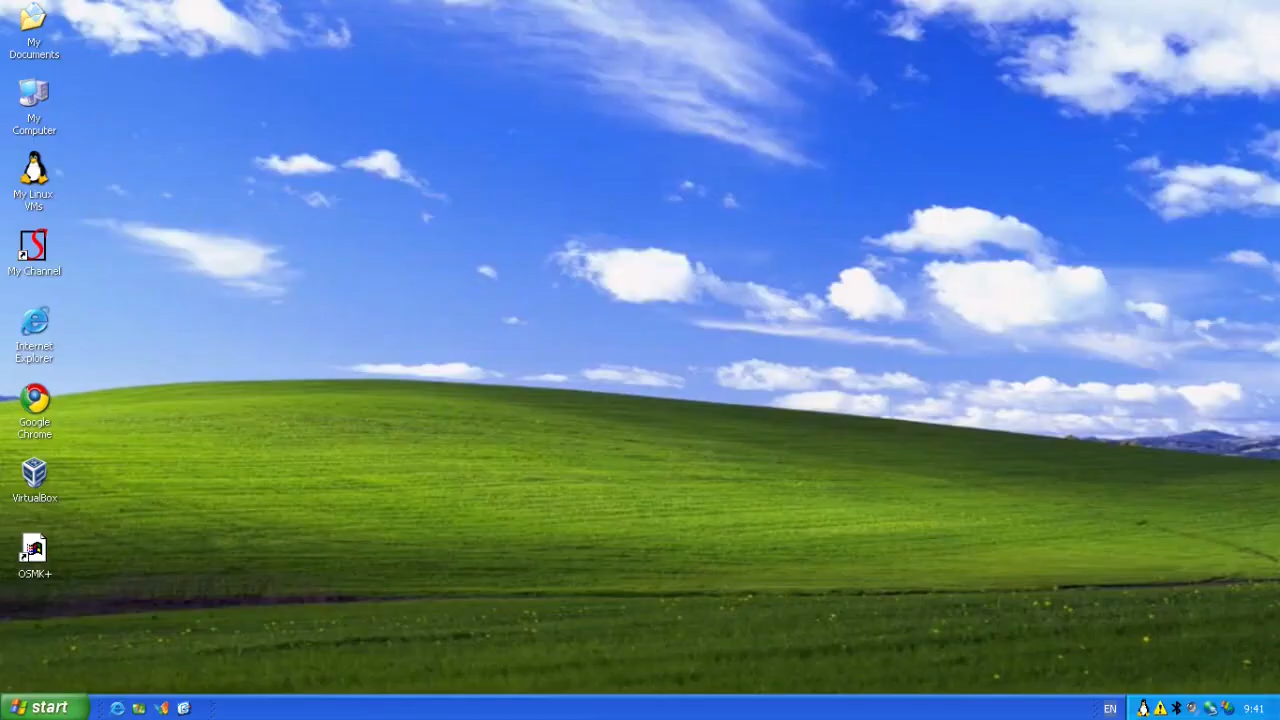 My
Documents
My
Computer
My Linux
VMs
My Channel
Internet
Explorer
Google
Chrome
VirtualBox
OSMK+
start
EN
9:41